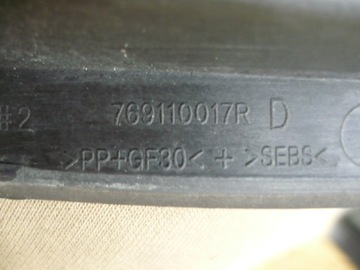 #2 769110017R D
>PP+GF30< + >SEBS<